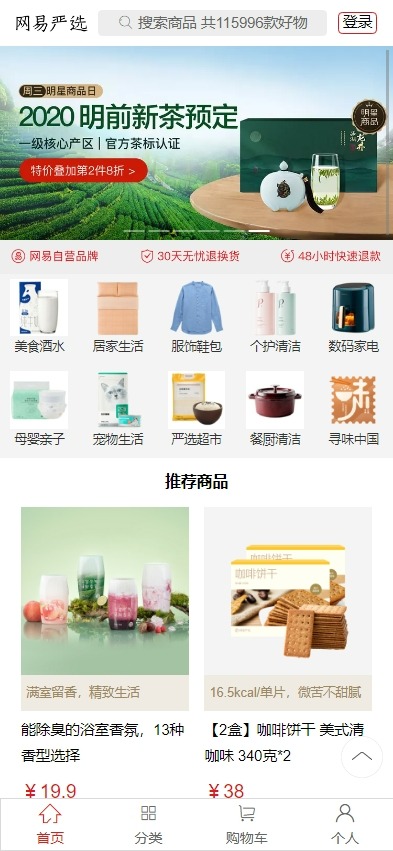 网易严选
搜索商品 共115996款好物
登录
周三明星商品日
2020 明前新茶预定
一级核心产区 | 官方茶标认证
特价叠加第2件8折 >
明星
商品
网易自营品牌
30天无忧退换货
48小时快速退款
美食酒水
居家生活
服饰鞋包
个护清洁
数码家电
母婴亲子
宠物生活
严选超市
餐厨清洁
寻味中国
推荐商品
咖啡饼干
满室留香，精致生活
16.5kcal/单片，微苦不甜腻
能除臭的浴室香氛，13种
香型选择
【2盒】咖啡饼干 美式清
咖味 340克*2
¥19.9
¥38
首页
分类
购物车
个人